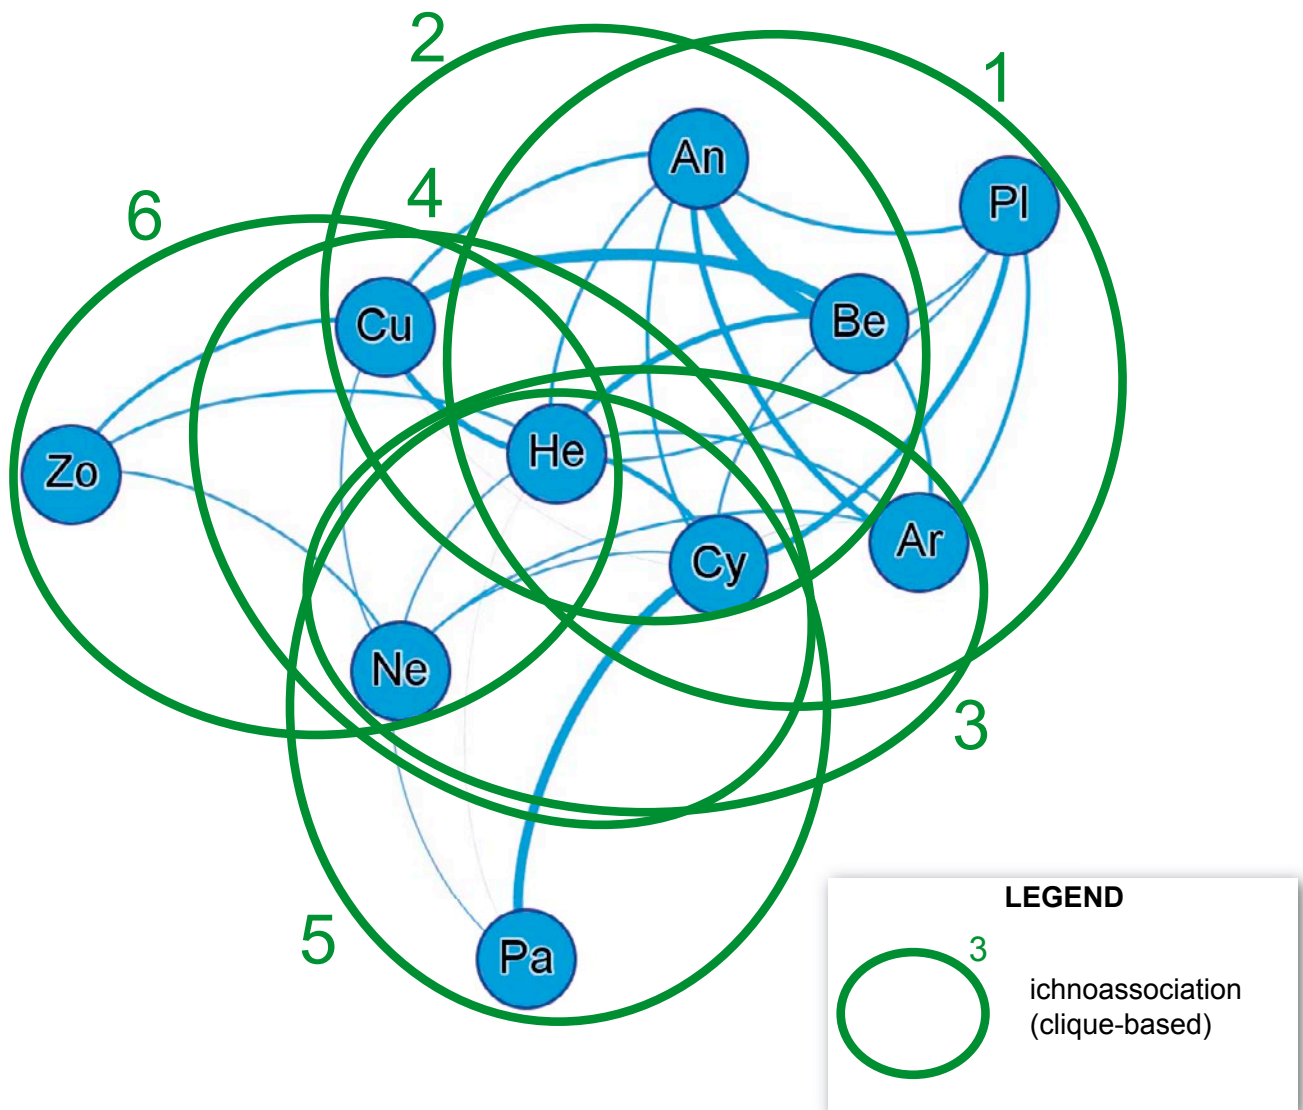 2
1
An
Pl
4
6
Be
Cu
He
Zo
Ar
Cy
Ne
3
5
Pa
LEGEND
3
ichnoassociation
(clique-based)